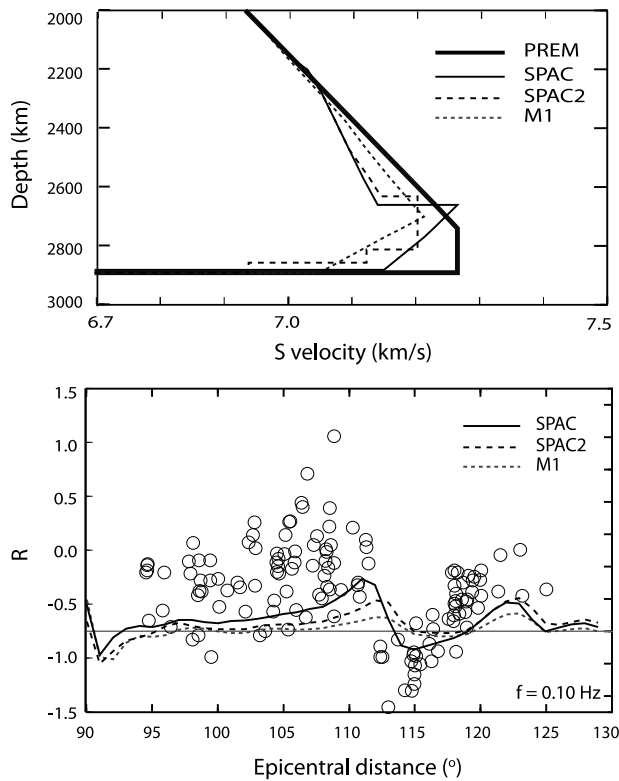 2000
2200
2400
2600
2800
3000
Depth (km)
PREM
SPAC
SPAC2
M1
6.7
7.0
7.5
S velocity (km/s)
1.5
1.0
0.5
0.0
-0.5
-1.0
-1.5
R
SPAC
SPAC2
M1
f = 0.10 Hz
90
95
100
105
110
115
120
125
130
Epicentral distance (º)